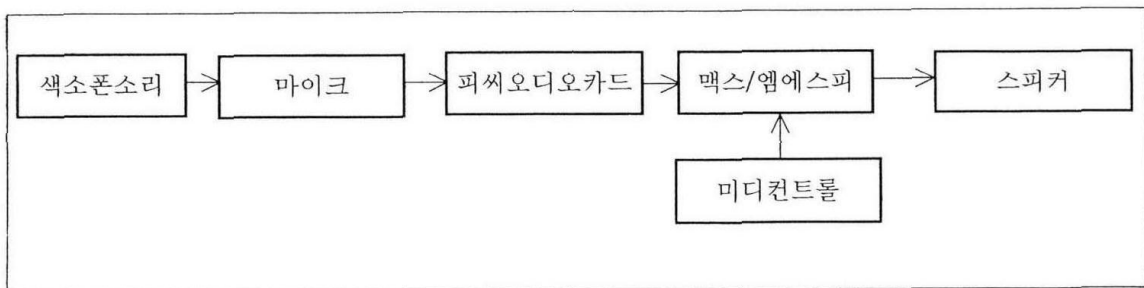 색소폰소리
마이크
피씨오디오카드
맥스/엠에스피
스피커
미디컨트롤